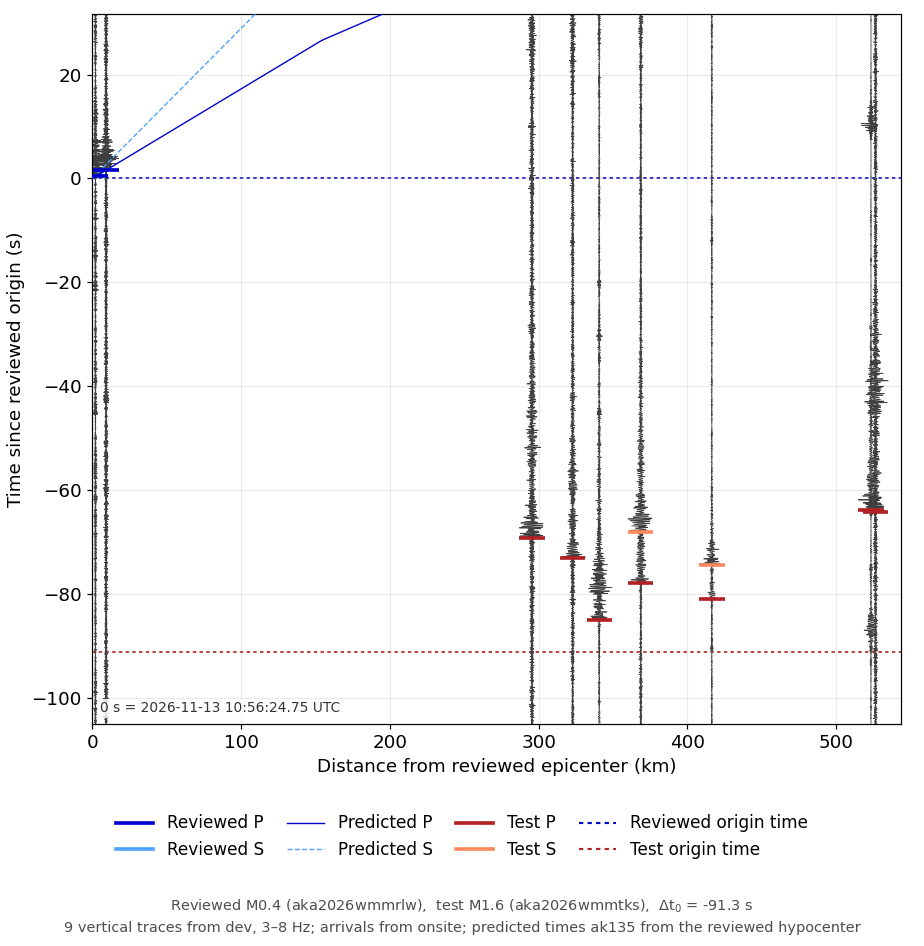 20
0
−20
−40
−60
−80
−100
Time since reviewed origin (s)
0 s = 2026-11-13 10:56:24.75 UTC
0 100 200 300 400 500
Distance from reviewed epicenter (km)
Reviewed P Predicted P Test P Reviewed origin time
Reviewed S Predicted S Test S Test origin time
Reviewed M0.4 (aka2026wmmrlw), test M1.6 (aka2026wmmtks), Δt₀ = -91.3 s
9 vertical traces from dev, 3–8 Hz; arrivals from onsite; predicted times ak135 from the reviewed hypocenter